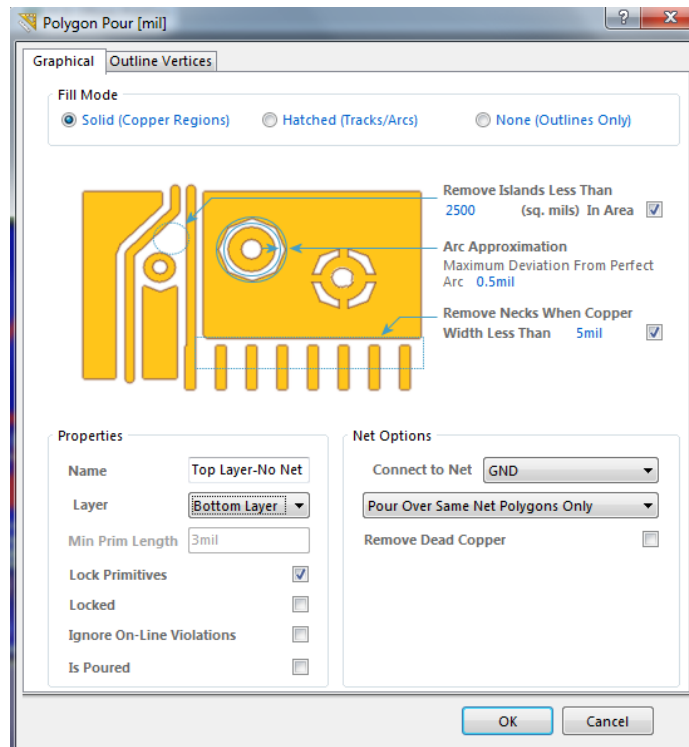 Polygon Pour [mil]
Graphical Outline Vertices
Fill Mode
Solid (Copper Regions) Hatched (Tracks/Arcs) None (Outlines Only)
Remove Islands Less Than
2500 (sq. mils) In Area
Arc Approximation
Maximum Deviation From Perfect
Arc 0.5mil
Remove Necks When Copper
Width Less Than 5mil
Properties
Name Top Layer-No Net
Layer Bottom Layer
Min Prim Length 3mil
Lock Primitives
Locked
Ignore On-Line Violations
Is Poured
Net Options
Connect to Net GND
Pour Over Same Net Polygons Only
Remove Dead Copper
OK Cancel